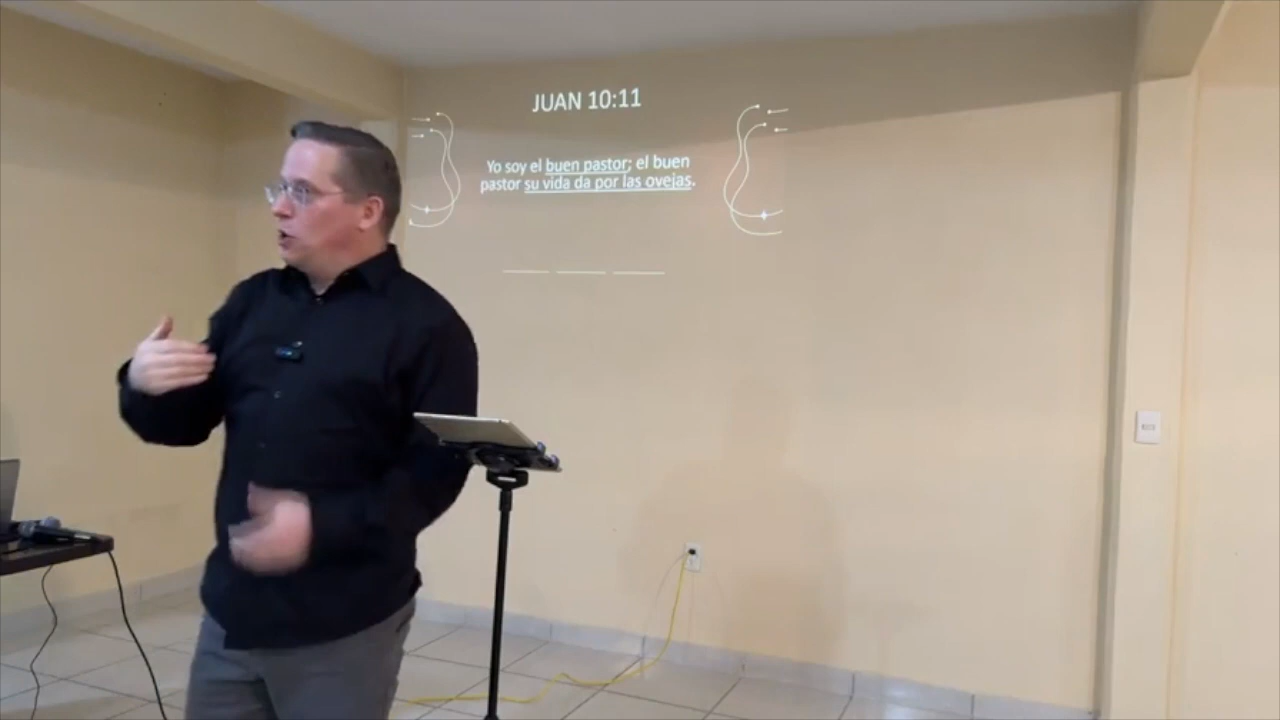 JUAN 10:11
Yo soy el buen pastor; el buen
pastor su vida da por las ovejas.